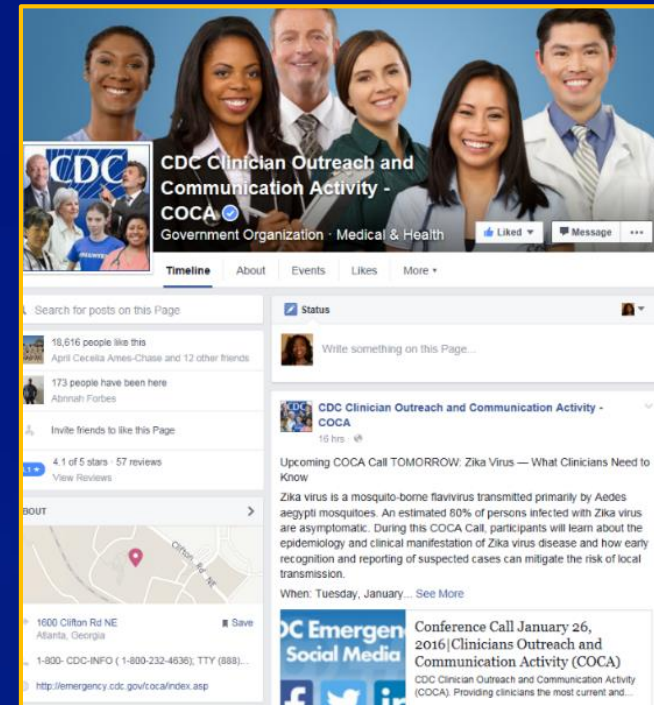 CDC
CDC Clinician Outreach and
Communication Activity -
COCA
Government Organization · Medical & Health
Liked
Message
Timeline
About
Events
Likes
More
Search for posts on this Page
18,616 people like this
April Cecelia Ames-Chase and 12 other friends
173 people have been here
Abnnah Forbes
Invite friends to like this Page
4.1 of 5 stars · 57 reviews
View Reviews
ABOUT
Clifton Rd NE
1600 Clifton Rd NE
Atlanta, Georgia
Save
1-800- CDC-INFO ( 1-800-232-4636); TTY (888)...
http://emergency.cdc.gov/coca/index.asp
Status
Write something on this Page...
CDC Clinician Outreach and Communication Activity -
COCA
16 hrs ·
Upcoming COCA Call TOMORROW: Zika Virus — What Clinicians Need to
Know
Zika virus is a mosquito-borne flavivirus transmitted primarily by Aedes
aegypti mosquitoes. An estimated 80% of persons infected with Zika virus
are asymptomatic. During this COCA Call, participants will learn about the
epidemiology and clinical manifestation of Zika virus disease and how early
recognition and reporting of suspected cases can mitigate the risk of local
transmission.
When: Tuesday, January... See More
DC Emergen
Social Media
Conference Call January 26,
2016|Clinicians Outreach and
Communication Activity (COCA)
CDC Clinician Outreach and Communication Activity
(COCA). Providing clinicians the most current and...